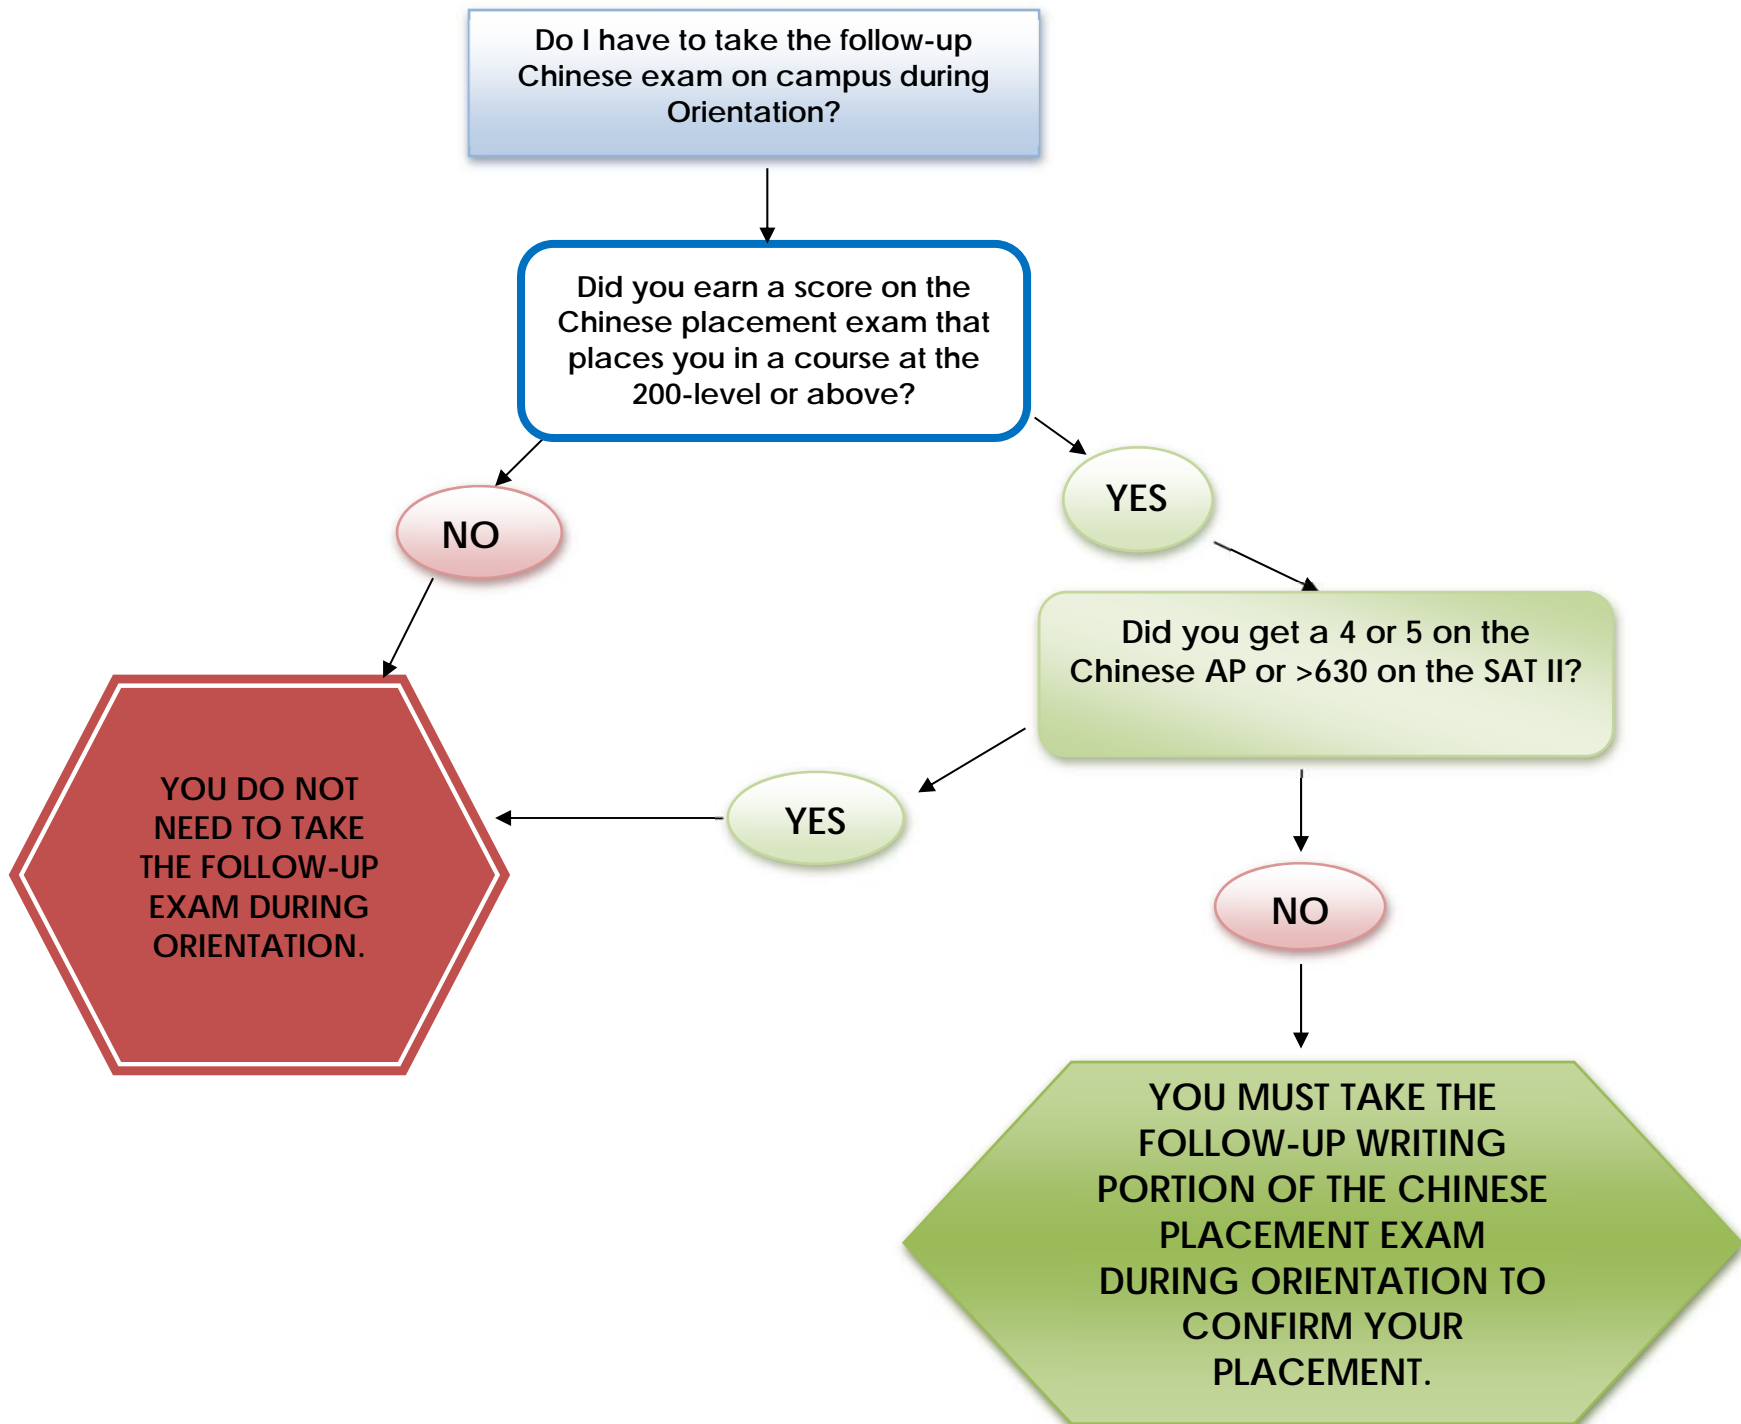 Do I have to take the follow-up
Chinese exam on campus during
Orientation?
Did you earn a score on the
Chinese placement exam that
places you in a course at the
200-level or above?
NO
YES
Did you get a 4 or 5 on the
Chinese AP or >630 on the SAT II?
YES
NO
YOU DO NOT
NEED TO TAKE
THE FOLLOW-UP
EXAM DURING
ORIENTATION.
YOU MUST TAKE THE
FOLLOW-UP WRITING
PORTION OF THE CHINESE
PLACEMENT EXAM
DURING ORIENTATION TO
CONFIRM YOUR
PLACEMENT.